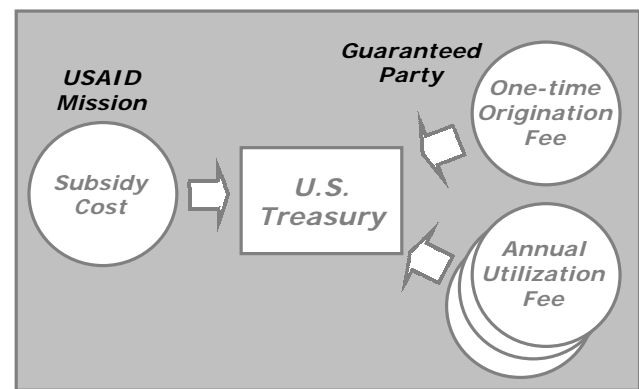 USAID
Mission
Subsidy
Cost
U.S.
Treasury
Guaranteed
Party
One-time
Origination
Fee
Annual
Utilization
Fee